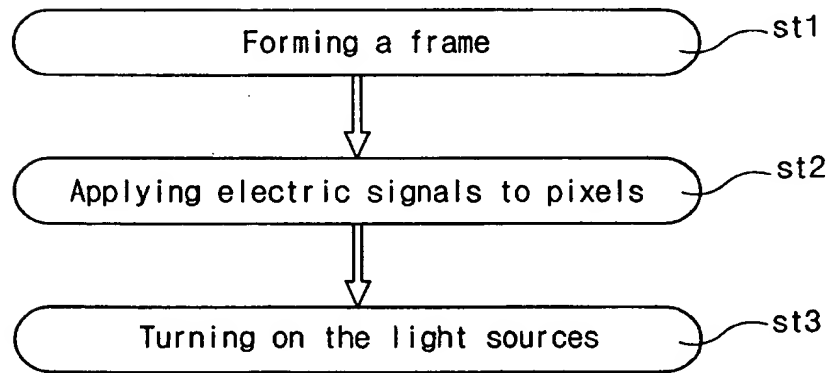 Forming a frame
st1
Applying electric signals to pixels
st2
Turning on the light sources
st3